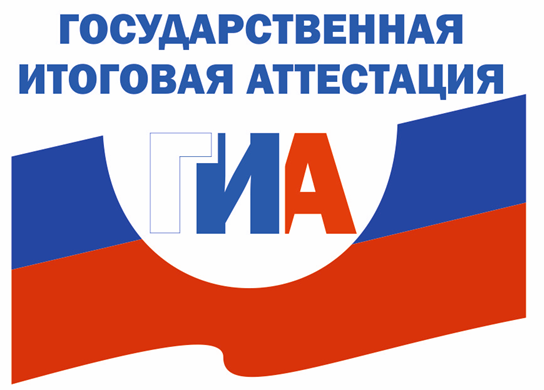 ГОСУДАРСТВЕННАЯ
ИТОГОВАЯ АТТЕСТАЦИЯ
ГИА